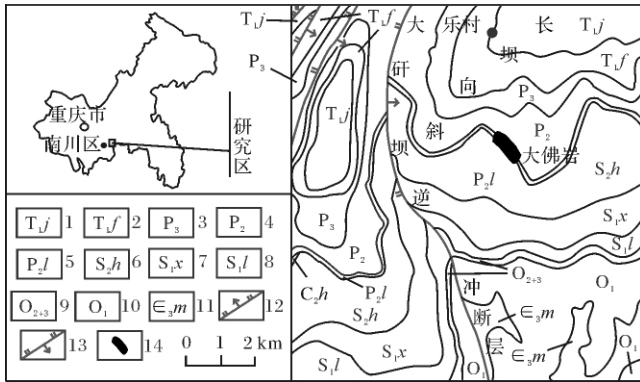 重庆市
南川区
研究区
T₁j 1 T₁f 2 P₃ 3 P₂ 4
P₂l 5 S₂h 6 S₁x 7 S₁l 8
O₂₊₃ 9 O₁ 10 ∈₃m 11 12
13 14 0 1 2 km
T₁j
T₁f
P₃
大乐村
长坝向斜
T₁j
T₁f
P₃
P₂
大佛岩
矸坝逆冲断层
T₁j
P₂l
S₂h
S₁x
S₁l
P₃
P₂
P₂l
C₂h
S₂h
S₁x
S₁l
O₂₊₃
O₁
∈₃m
∈₃m
O₁
O₁